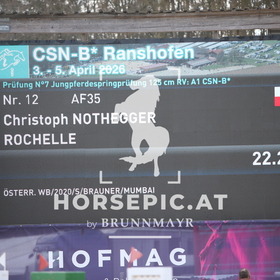 CSN-B* Ranshofen
3. - 5. April 2026
Prüfung N°7 Jungpferdespringprüfung 125 cm RV: A1 CSN-B*
Nr. 12 AF35
Christoph NOTHEGGER
ROCHELLE
22.2
ÖSTERR. WB/2020/S/BRAUNER/MUMBAI
HORSEPIC.AT
by BRUNNMAYR
HOFMAG